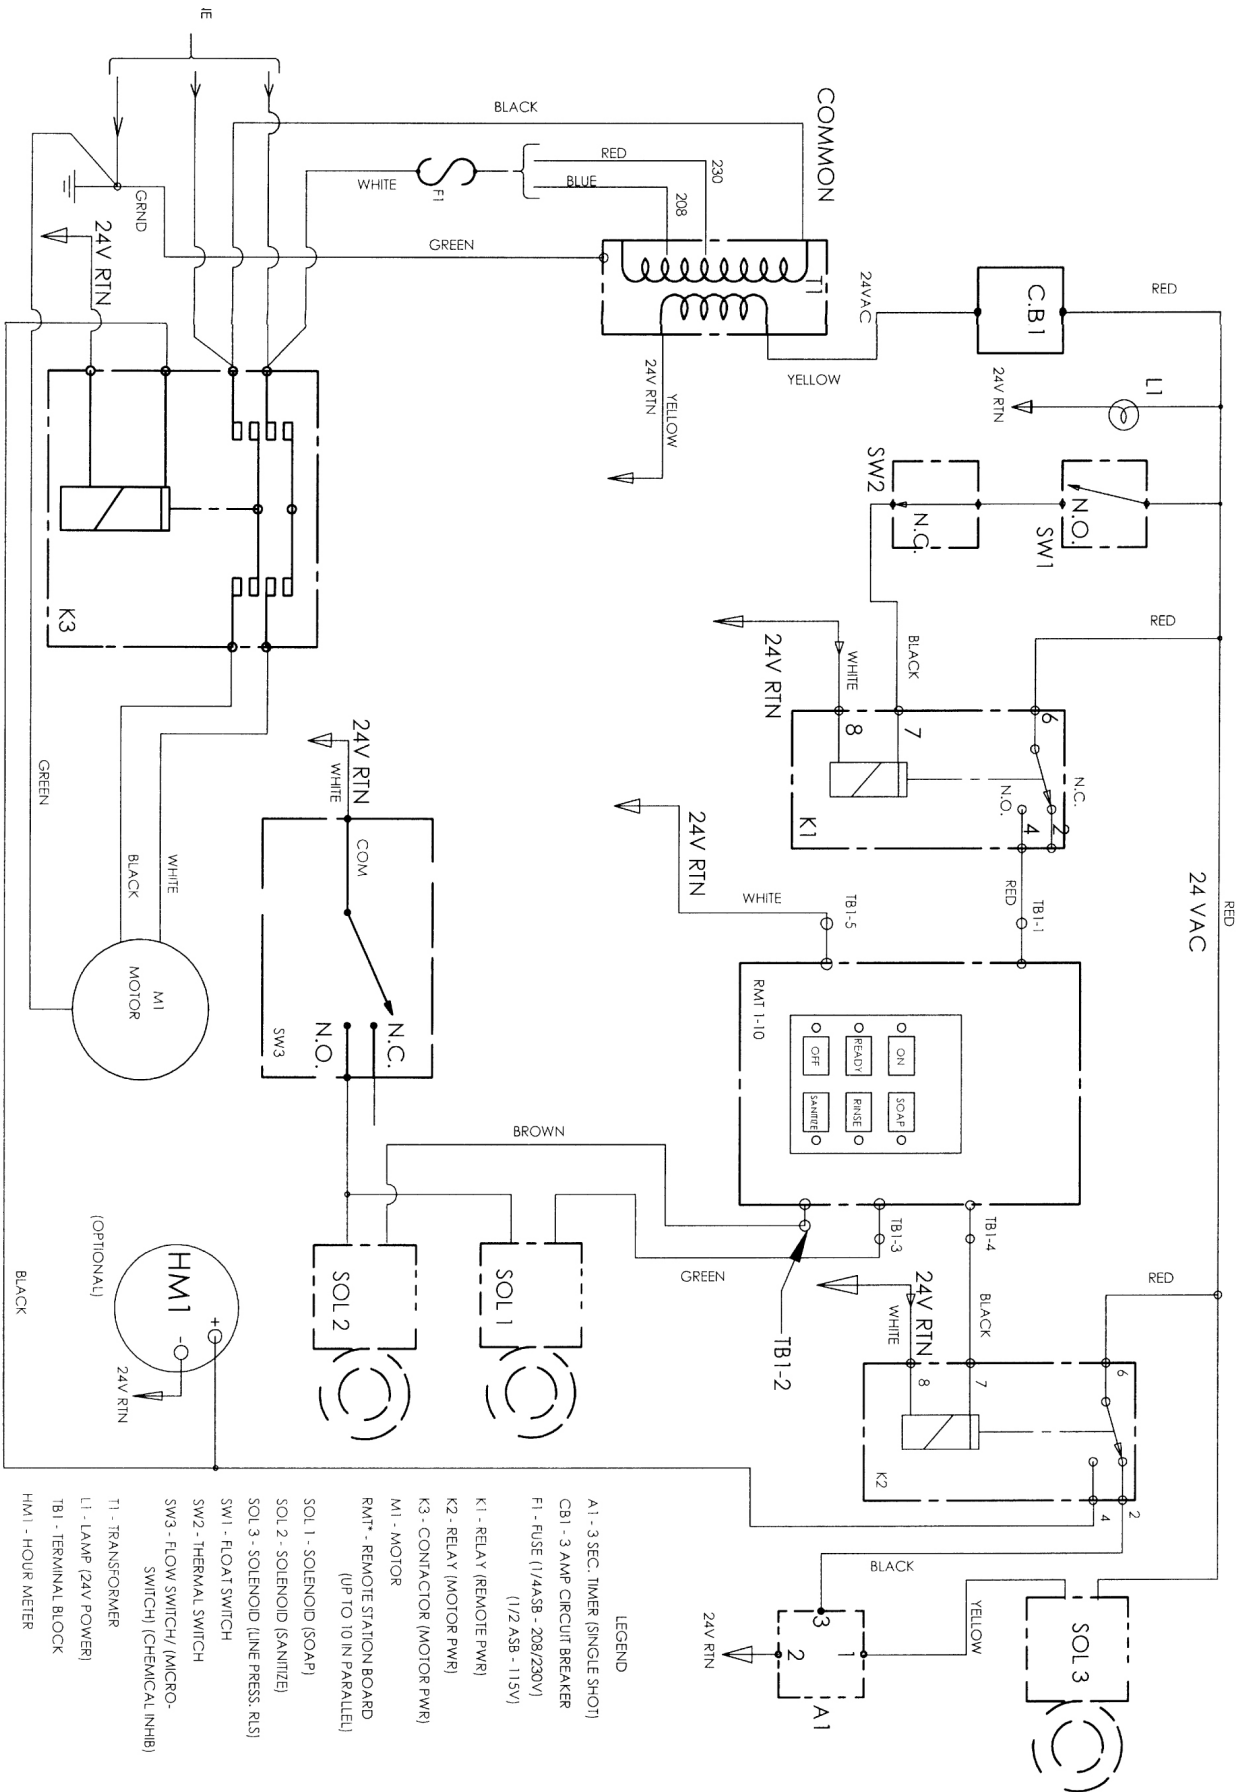 RED
RED
RED
24 VAC
RED
L1
24V RTN
C.B1
24VAC
YELLOW
SW1
N.O.
SW2
N.C.
BLACK
WHITE
24V RTN
6
7
8
N.C.
N.O.
2
4
K1
RED
TB1-1
TB1-5
WHITE
24V RTN
RMT 1-10
ON
READY
OFF
SOAP
RINSE
SANITIZE
TB1-4
TB1-3
TB1-2
BLACK
WHITE
24V RTN
6
7
8
2
4
K2
BLACK
YELLOW
SOL 3
A1
1
2
3
24V RTN
COMMON
T1
230
208
RED
BLUE
BLACK
F1
WHITE
GREEN
YELLOW
24V RTN
GRND
24V RTN
K3
24V RTN
WHITE
COM
N.C.
N.O.
SW3
BROWN
GREEN
SOL 1
SOL 2
WHITE
BLACK
GREEN
M1
MOTOR
HM1
+
-
(OPTIONAL)
24V RTN
BLACK
LEGEND
A1 - 3 SEC. TIMER (SINGLE SHOT)
CB1 - 3 AMP CIRCUIT BREAKER
F1 - FUSE (1/4ASB - 208/230V)
(1/2 ASB - 115V)
K1 - RELAY (REMOTE PWR)
K2 - RELAY (MOTOR PWR)
K3 - CONTACTOR (MOTOR PWR)
M1 - MOTOR
RMT* - REMOTE STATION BOARD
(UP TO 10 IN PARALLEL)
SOL 1 - SOLENOID (SOAP)
SOL 2 - SOLENOID (SANITIZE)
SOL 3 - SOLENOID (LINE PRESS. RLS)
SW1 - FLOAT SWITCH
SW2 - THERMAL SWITCH
SW3 - FLOW SWITCH/ (MICRO-
SWITCH) (CHEMICAL INHIB)
T1 - TRANSFORMER
L1 - LAMP (24V POWER)
TB1 - TERMINAL BLOCK
HM1 - HOUR METER